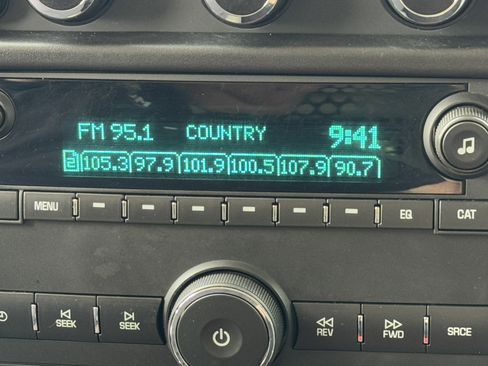 FM 95.1 COUNTRY 9:41
2 105.3 97.9 101.9 100.5 107.9 90.7
MENU EQ CAT
SEEK SEEK REV FWD SRCE